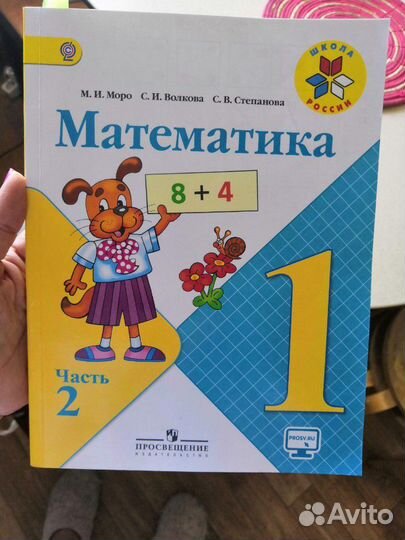 ШКОЛА
РОССИИ
М. И. Моро С. И. Волкова С. В. Степанова
Математика
8 + 4
1
Часть
2
ПРОСВЕЩЕНИЕ
ИЗДАТЕЛЬСТВО
PROSV.RU
Avito